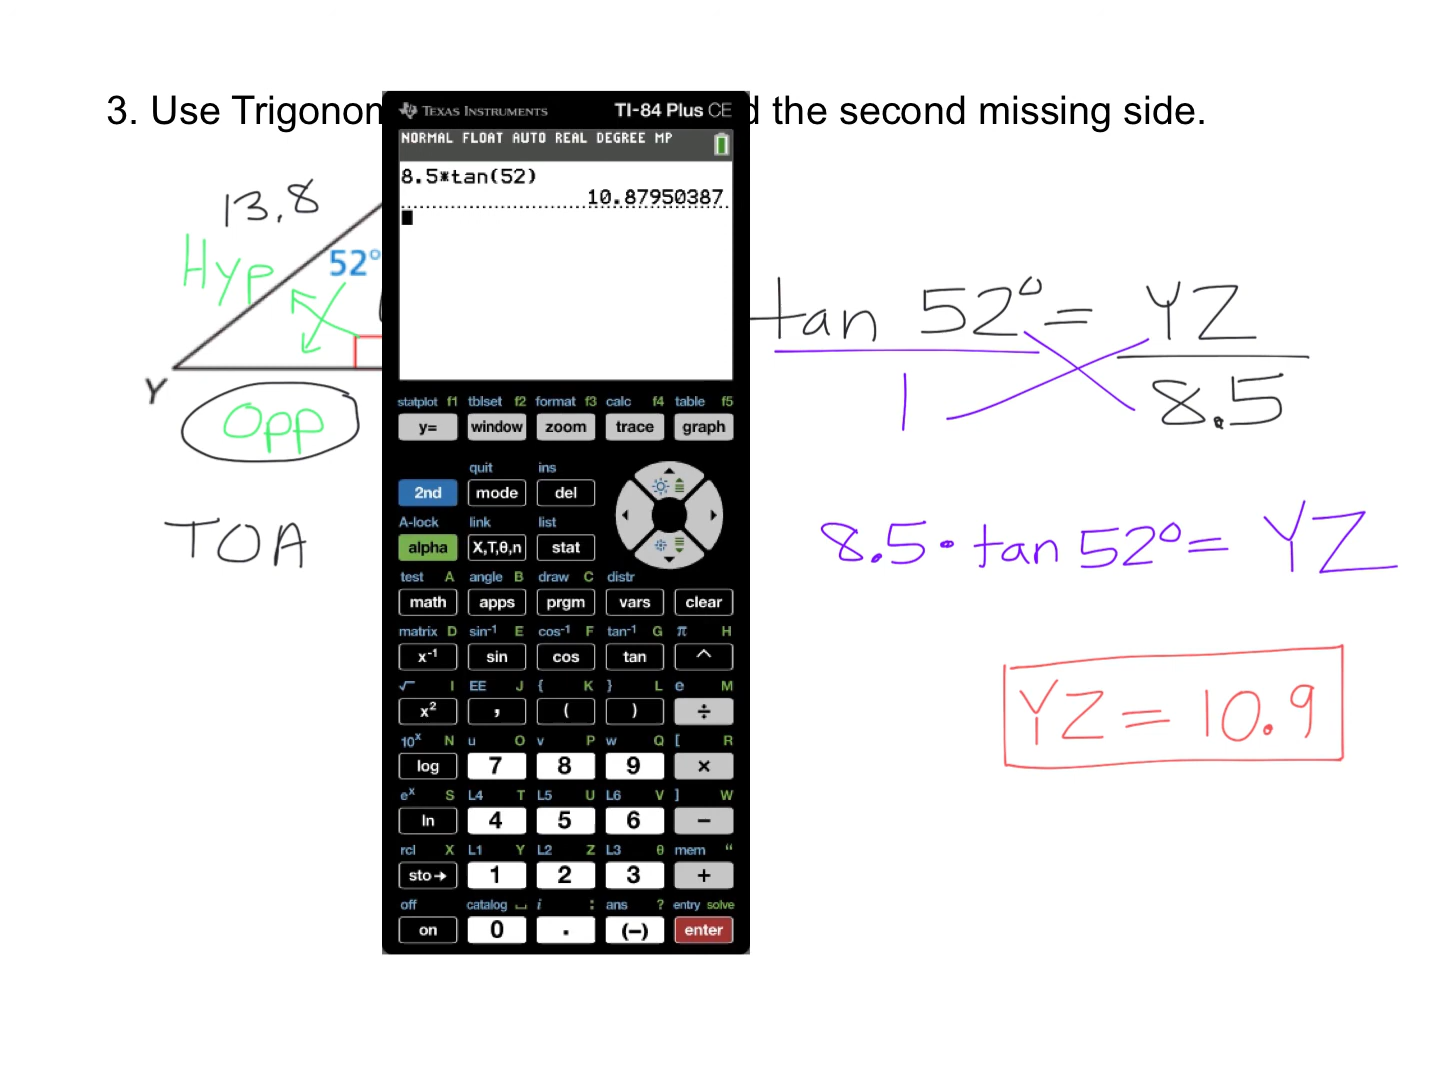 3. Use Trigonom d the second missing side.
TEXAS INSTRUMENTS TI-84 Plus CE
NORMAL FLOAT AUTO REAL DEGREE MP
8.5*tan(52)
10.87950387
13.8
Hyp
52°
Y
Opp
TOA
tan 52° = YZ
1 8.5
8.5 • tan 52° = YZ
YZ = 10.9
statplot f1 tblset f2 format f3 calc f4 table f5
y= window zoom trace graph
quit ins
2nd mode del
A-lock link list
alpha X,T,θ,n stat
test A angle B draw C distr
math apps prgm vars clear
matrix D sin-1 E cos-1 F tan-1 G π H
x-1 sin cos tan ^
√ I EE J { K } L e M
x² , ( ) ÷
10ˣ N u O v P w Q [ R
log 7 8 9 ×
eˣ S L4 T L5 U L6 V ] W
ln 4 5 6 −
rcl X L1 Y L2 Z L3 θ mem "
sto→ 1 2 3 +
off catalog ⎵ i : ans ? entry solve
on 0 . (−) enter